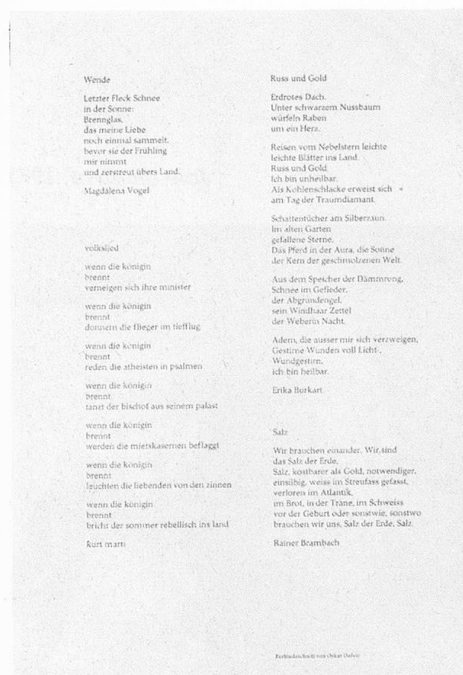 Wende
Letzter Fleck Schnee
in der Sonne:
Brennglas,
das meine Liebe
noch einmal sammelt,
bevor sie der Frühling
mir nimmt
und zerstreut übers Land.
Magdalena Vogel
volkslied
wenn die königin
brennt
verneigen sich ihre minister
wenn die königin
brennt
donnern die flieger im tiefflug
wenn die königin
brennt
reden die atheisten in psalmen
wenn die königin
brennt
tanzt der bischof aus seinem palast
wenn die königin
brennt
werden die mietskasernen beflaggt
wenn die königin
brennt
leuchten die liebenden von den zinnen
wenn die königin
brennt
bricht der sommer rebellisch ins land
kurt marti
Russ und Gold
Erdrotes Dach.
Unter schwarzem Nussbaum
würfeln Raben
um ein Herz.
Reisen vom Nebelstern leichte
leichte Blätter ins Land.
Russ und Gold.
Ich bin unheilbar.
Als Kohlenschlacke erweist sich
am Tag der Traumdiamant.
Schattentücher am Silberzaun.
Im alten Garten
gefallene Sterne.
Das Pferd in der Aura, die Sonne
der Kern der geschmolzenen Welt.
Aus dem Speicher der Dämmrung,
Schnee im Gefieder,
der Abgrundengel,
sein Windhaar Zettel
der Weberin Nacht.
Adern, die ausser mir sich verzweigen,
Gestirne Wunden voll Licht,
Wundgestirn,
ich bin heilbar.
Erika Burkart
Salz
Wir brauchen einander. Wir sind
das Salz der Erde,
Salz, kostbarer als Gold, notwendiger,
einsilbig, weiss im Streufass gefasst,
verloren im Atlantik,
im Brot, in der Träne, im Schweiss
vor der Geburt oder sonstwie, sonstwo
brauchen wir uns, Salz der Erde, Salz.
Rainer Brambach
von Oskar